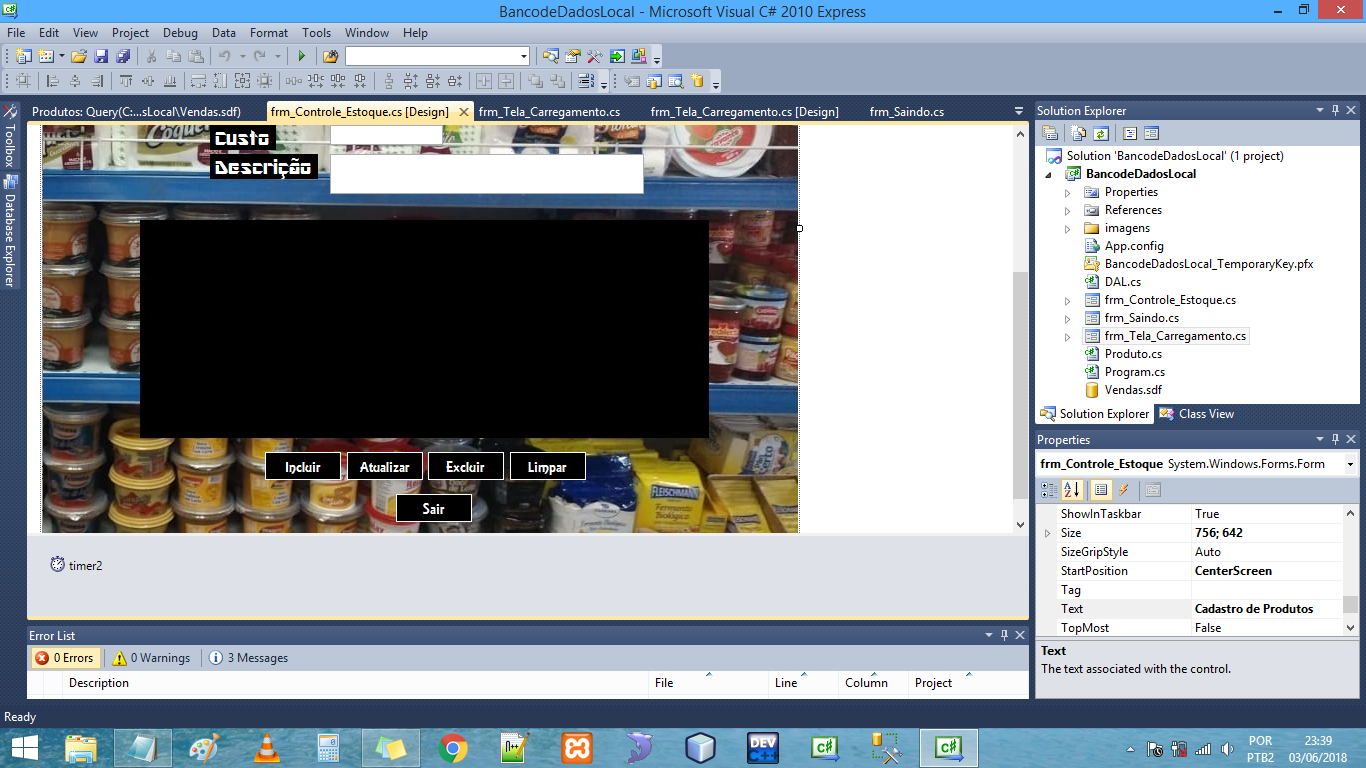 BancodeDadosLocal - Microsoft Visual C# 2010 Express
File Edit View Project Debug Data Format Tools Window Help
Produtos: Query(C:...sLocal\Vendas.sdf) frm_Controle_Estoque.cs [Design] frm_Tela_Carregamento.cs frm_Tela_Carregamento.cs [Design] frm_Saindo.cs
Toolbox
Database Explorer
Custo
Descrição
Incluir Atualizar Excluir Limpar
Sair
FLEISCHMANN
Fermento
Biológico
timer2
Error List
0 Errors 0 Warnings 3 Messages
Description File Line Column Project
Solution Explorer
Solution 'BancodeDadosLocal' (1 project)
BancodeDadosLocal
Properties
References
imagens
App.config
BancodeDadosLocal_TemporaryKey.pfx
DAL.cs
frm_Controle_Estoque.cs
frm_Saindo.cs
frm_Tela_Carregamento.cs
Produto.cs
Program.cs
Vendas.sdf
Solution Explorer Class View
Properties
frm_Controle_Estoque System.Windows.Forms.Form
ShowInTaskbar True
Size 756; 642
SizeGripStyle Auto
StartPosition CenterScreen
Tag
Text Cadastro de Produtos
TopMost False
Text
The text associated with the control.
Ready
POR 23:39
PTB2 03/06/2018